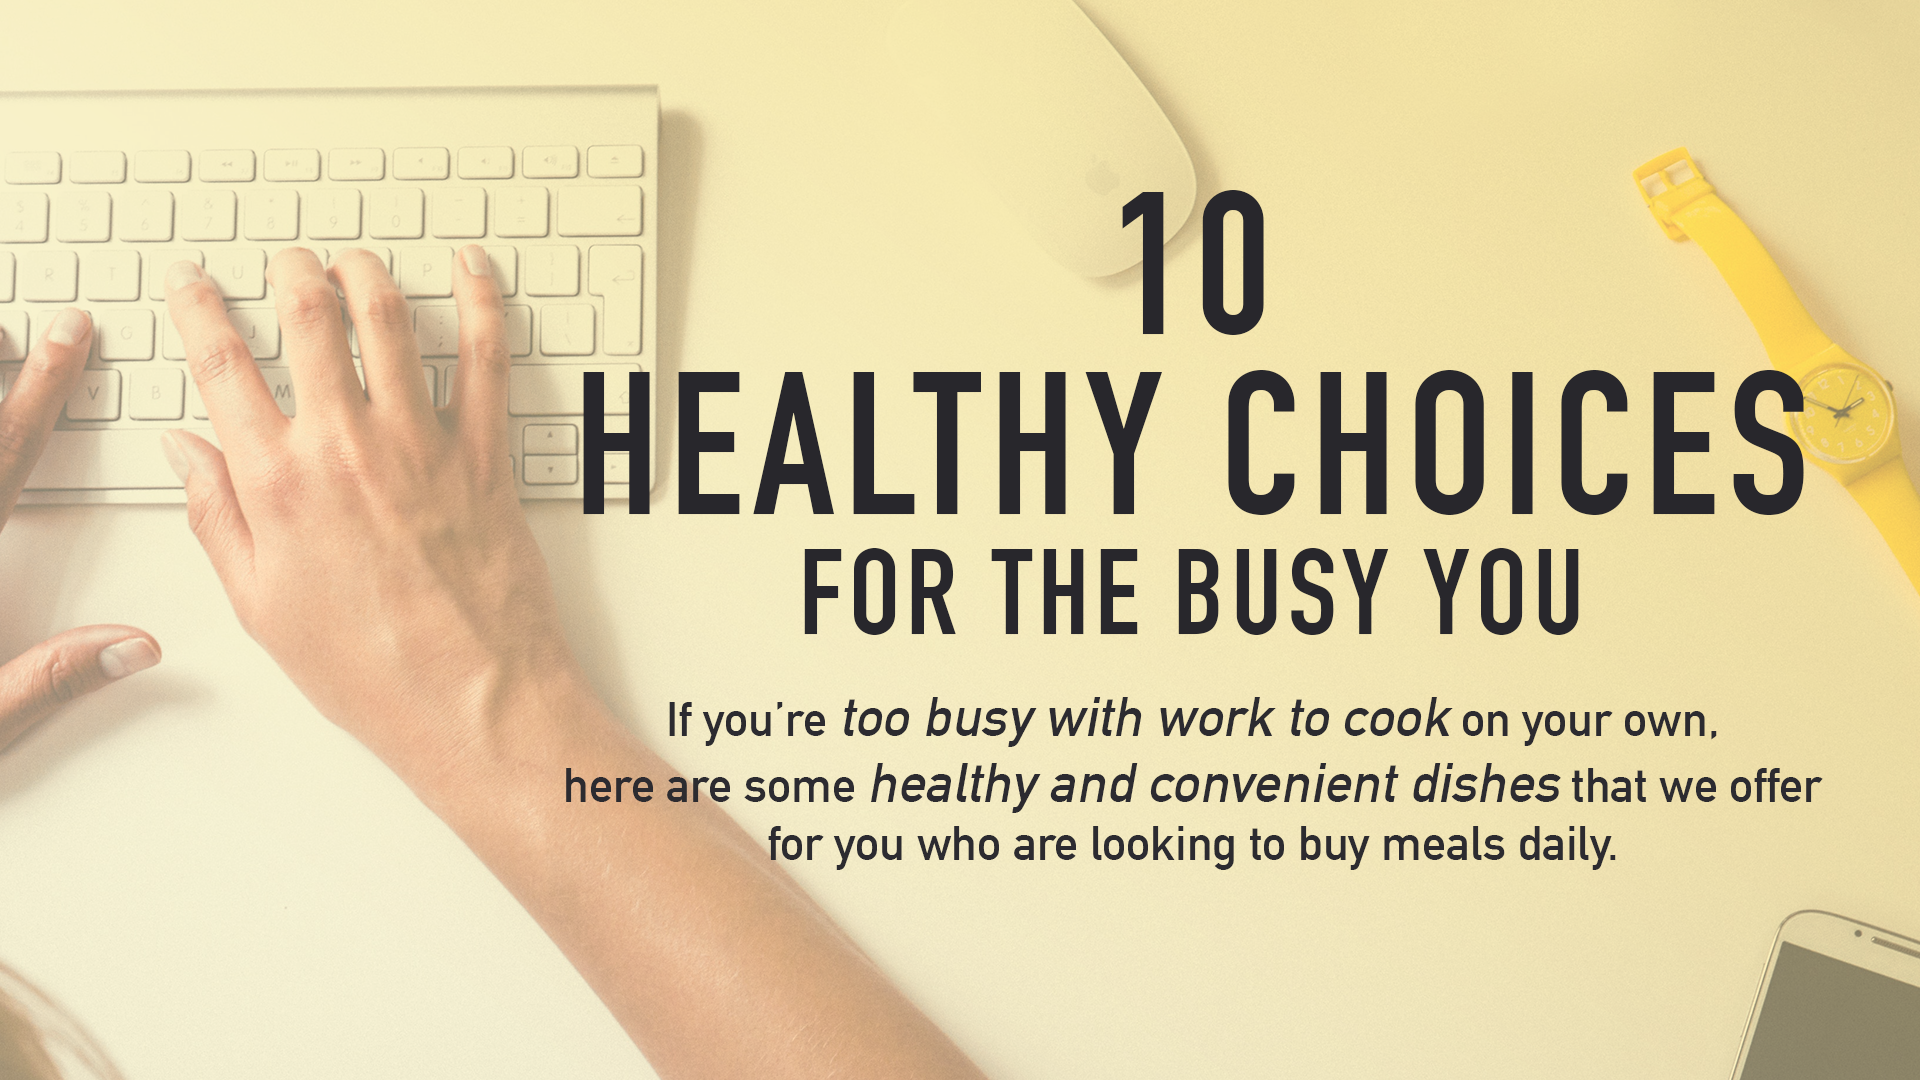 10
HEALTHY CHOICES
FOR THE BUSY YOU
If you're too busy with work to cook on your own,
here are some healthy and convenient dishes that we offer
for you who are looking to buy meals daily.